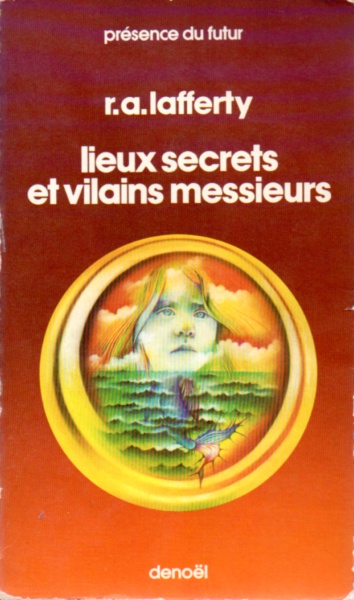 présence du futur
r.a.lafferty
lieux secrets
et vilains messieurs
denoël